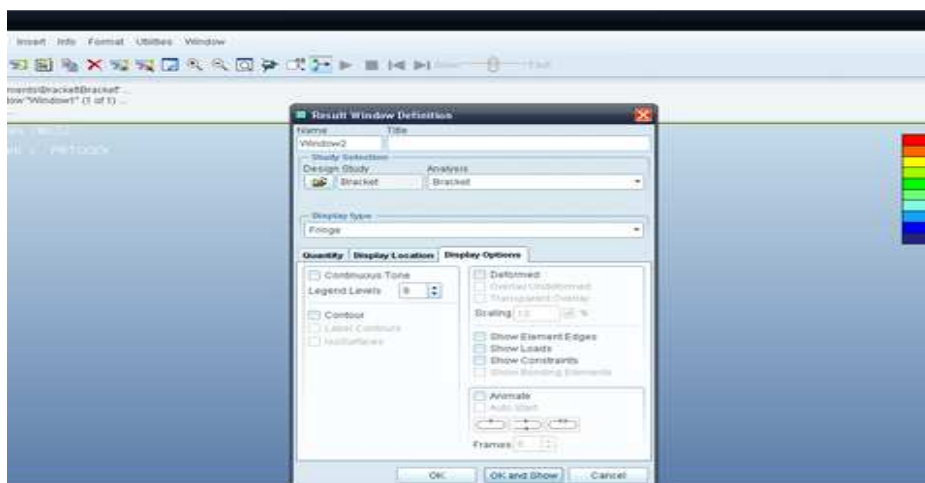 Insert Info Format Utilities Window
Result Window Definition
Name Title
Window2
Study Selection
Design Study Analysis
Bracket Bracket
Display type
Fringe
Quantity Display Location Display Options
Continuous Tone
Legend Levels
Contour
Label Contours
IsoSurfaces
Deformed
Overlay Undeformed
Transparent Overlay
Scaling %
Show Element Edges
Show Loads
Show Constraints
Show Bonding Elements
Animate
Auto Start
Frames
OK OK and Show Cancel